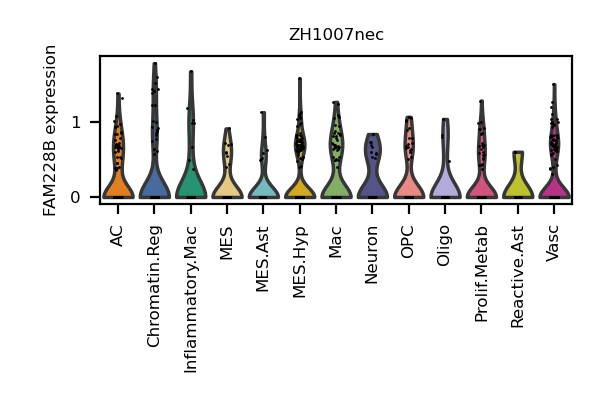 ZH1007nec
FAM228B expression
1
0
AC
Chromatin.Reg
Inflammatory.Mac
MES
MES.Ast
MES.Hyp
Mac
Neuron
OPC
Oligo
Prolif.Metab
Reactive.Ast
Vasc